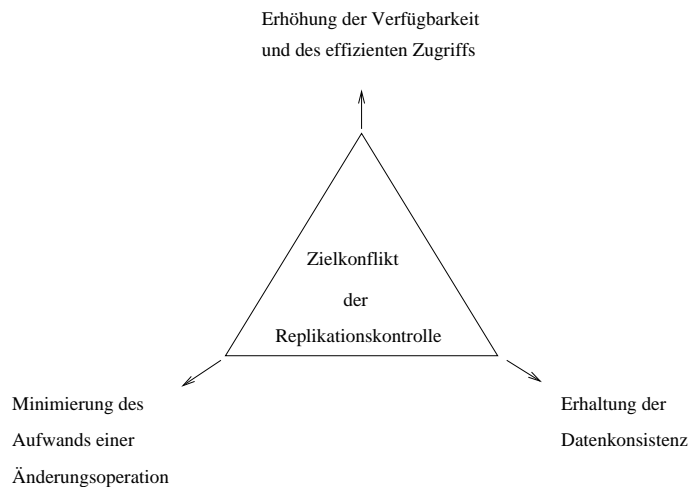 Erhöhung der Verfügbarkeit
und des effizienten Zugriffs
Zielkonflikt
der
Replikationskontrolle
Minimierung des
Aufwands einer
Änderungsoperation
Erhaltung der
Datenkonsistenz